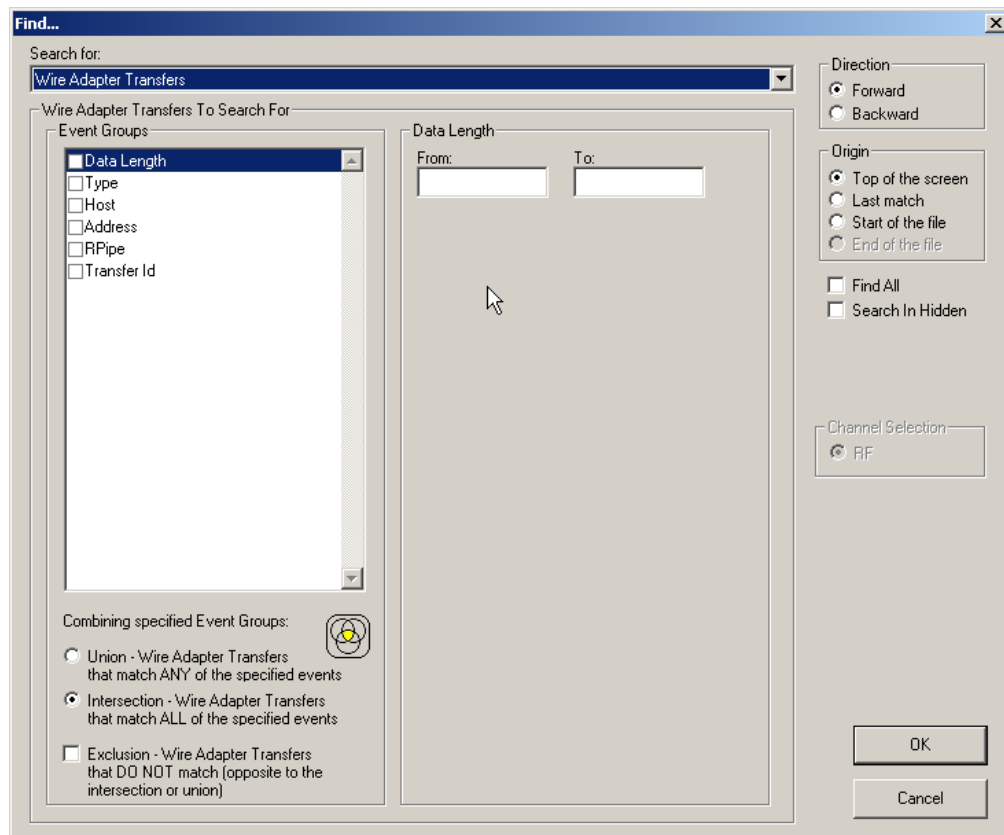 Find...
Search for:
Wire Adapter Transfers
Wire Adapter Transfers To Search For
Event Groups
Data Length
Type
Host
Address
RPipe
Transfer Id
Combining specified Event Groups:
Union - Wire Adapter Transfers
that match ANY of the specified events
Intersection - Wire Adapter Transfers
that match ALL of the specified events
Exclusion - Wire Adapter Transfers
that DO NOT match (opposite to the
intersection or union)
Data Length
From: To:
Direction
Forward
Backward
Origin
Top of the screen
Last match
Start of the file
End of the file
Find All
Search In Hidden
Channel Selection
RF
OK
Cancel